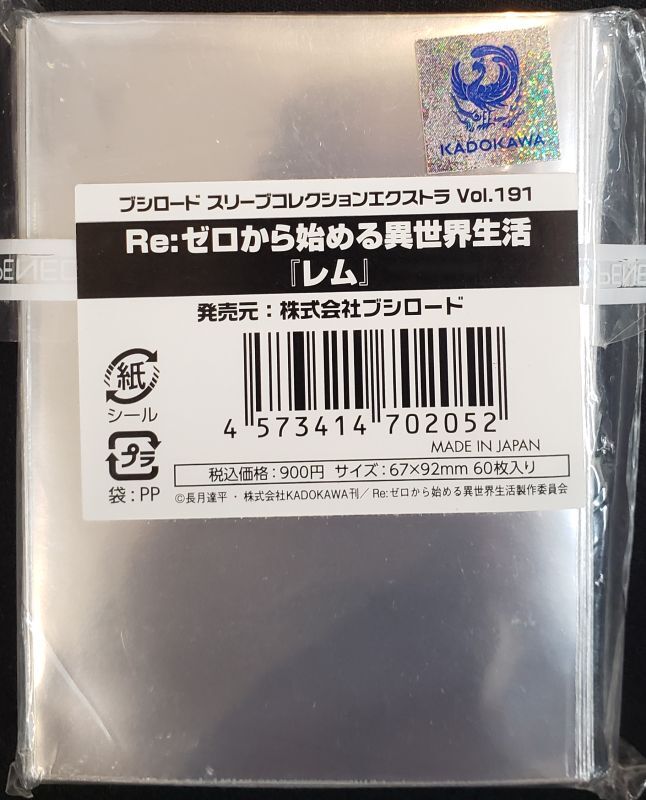 KADOKAWA
ブシロード スリーブコレクションエクストラ Vol.191
Re:ゼロから始める異世界生活
『レム』
発売元：株式会社ブシロード
紙
シール
プラ
袋：PP
4 573414 702052
MADE IN JAPAN
税込価格：900円 サイズ：67×92mm 60枚入り
©長月達平・株式会社KADOKAWA刊／Re:ゼロから始める異世界生活製作委員会